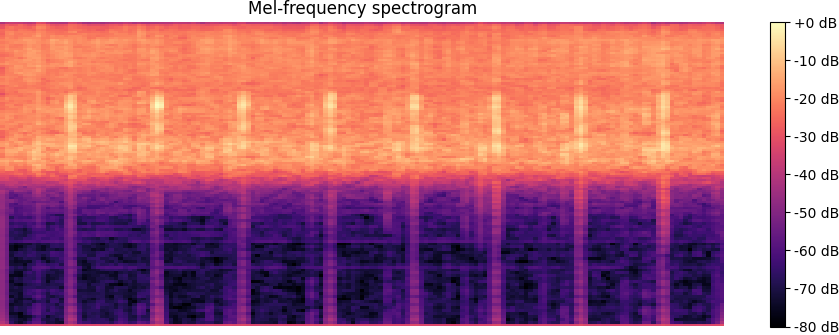 Mel-frequency spectrogram
+0 dB
-10 dB
-20 dB
-30 dB
-40 dB
-50 dB
-60 dB
-70 dB
-80 dB